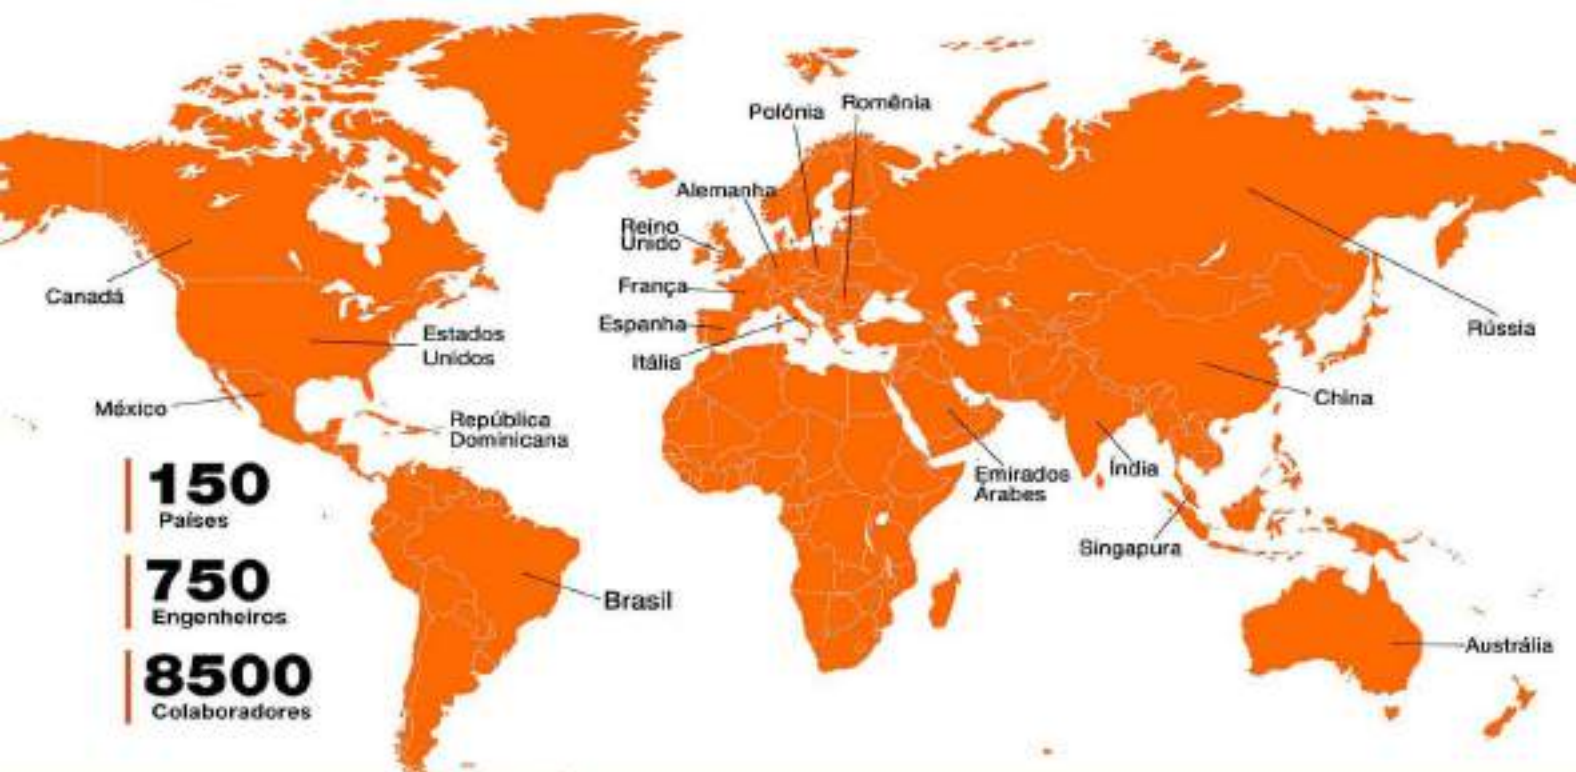 Polônia
Romênia
Alemanha
Reino
Unido
França
Espanha
Itália
Canadá
Estados
Unidos
México
República
Dominicana
Rússia
China
Índia
Emirados
Árabes
Singapura
Brasil
Austrália
150
Países
750
Engenheiros
8500
Colaboradores